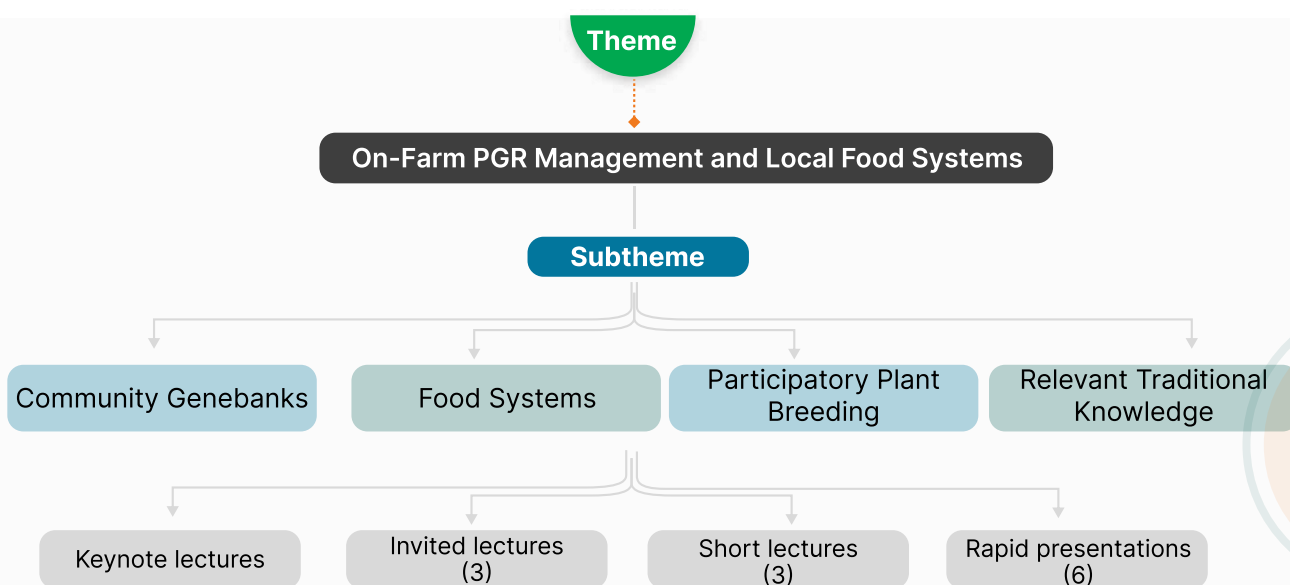 Theme
On-Farm PGR Management and Local Food Systems
Subtheme
Community Genebanks
Food Systems
Participatory Plant
Breeding
Relevant Traditional
Knowledge
Keynote lectures
Invited lectures
(3)
Short lectures
(3)
Rapid presentations
(6)